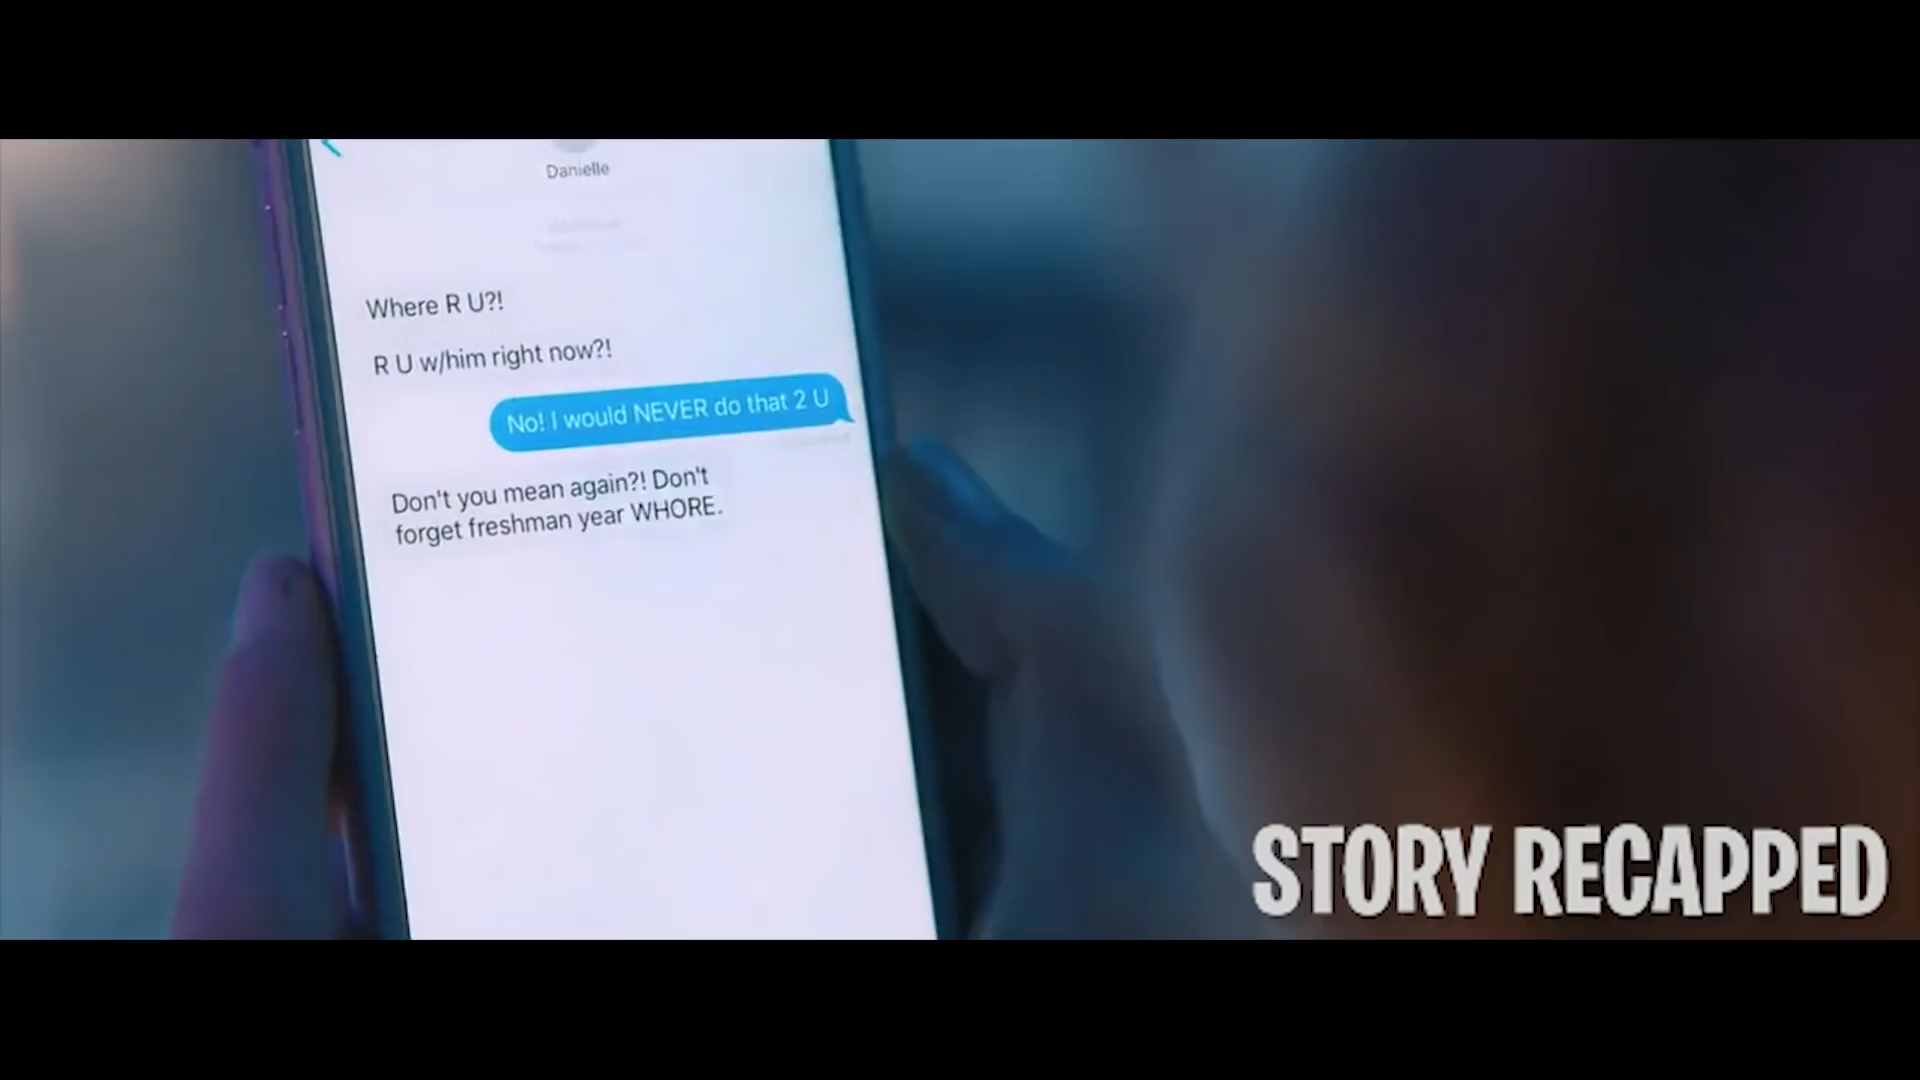 Danielle
Where R U?!
R U w/him right now?!
No! I would NEVER do that 2 U
Don't you mean again?! Don't
forget freshman year WHORE.
STORY RECAPPED